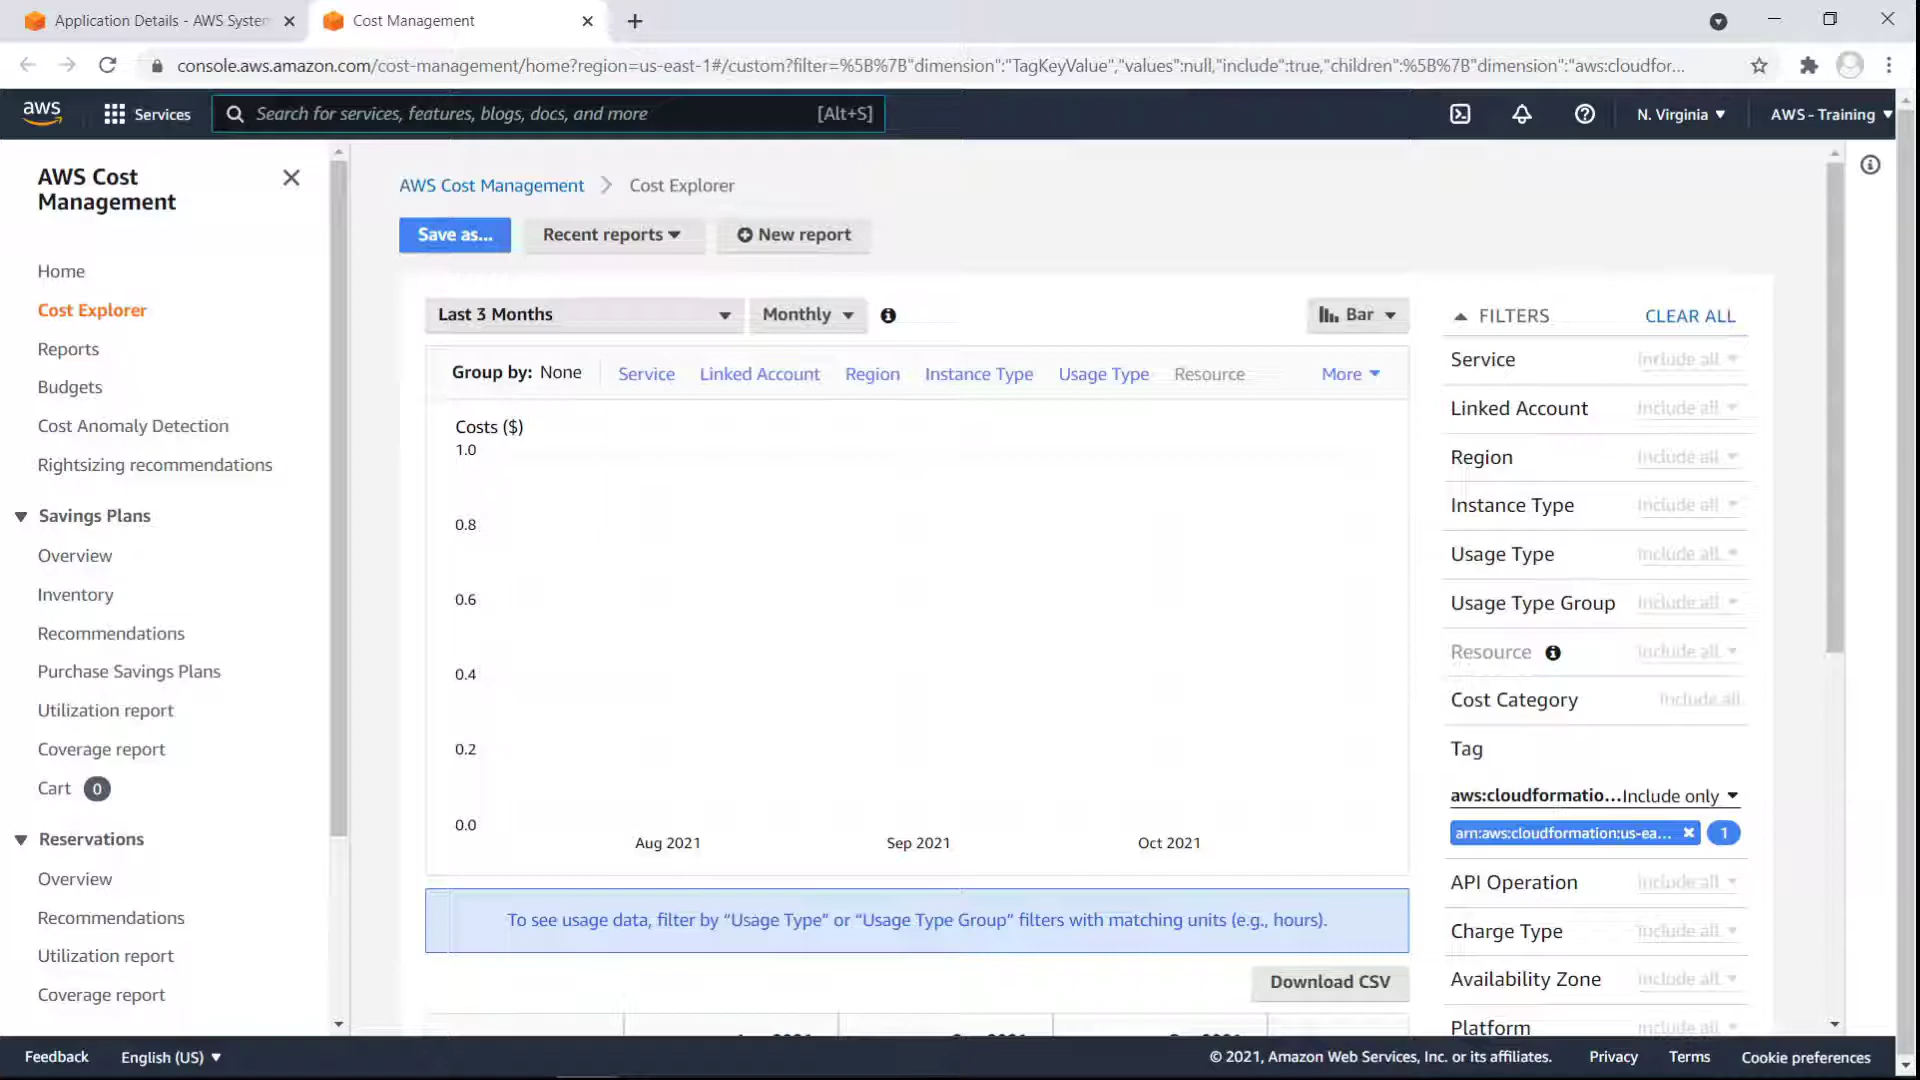 Application Details - AWS System
Cost Management
console.aws.amazon.com/cost-management/home?region=us-east-1#/custom?filter=%5B%7B"dimension":"TagKeyValue","values":null,"include":true,"children":%5B%7B"dimension":"aws:cloudfor...
aws
Services
Search for services, features, blogs, docs, and more
[Alt+S]
N. Virginia
AWS - Training
AWS Cost
Management
Home
Cost Explorer
Reports
Budgets
Cost Anomaly Detection
Rightsizing recommendations
Savings Plans
Overview
Inventory
Recommendations
Purchase Savings Plans
Utilization report
Coverage report
Cart 0
Reservations
Overview
Recommendations
Utilization report
Coverage report
AWS Cost Management
Cost Explorer
Save as...
Recent reports
New report
Last 3 Months
Monthly
Bar
Group by: None
Service
Linked Account
Region
Instance Type
Usage Type
Resource
More
Costs ($)
1.0
0.8
0.6
0.4
0.2
0.0
Aug 2021
Sep 2021
Oct 2021
To see usage data, filter by “Usage Type” or “Usage Type Group” filters with matching units (e.g., hours).
Download CSV
FILTERS
CLEAR ALL
Service Include all
Linked Account Include all
Region Include all
Instance Type Include all
Usage Type Include all
Usage Type Group Include all
Resource Include all
Cost Category Include all
Tag
aws:cloudformatio... Include only
arn:aws:cloudformation:us-ea... 1
API Operation Include all
Charge Type Include all
Availability Zone Include all
Platform Include all
Feedback
English (US)
© 2021, Amazon Web Services, Inc. or its affiliates.
Privacy
Terms
Cookie preferences